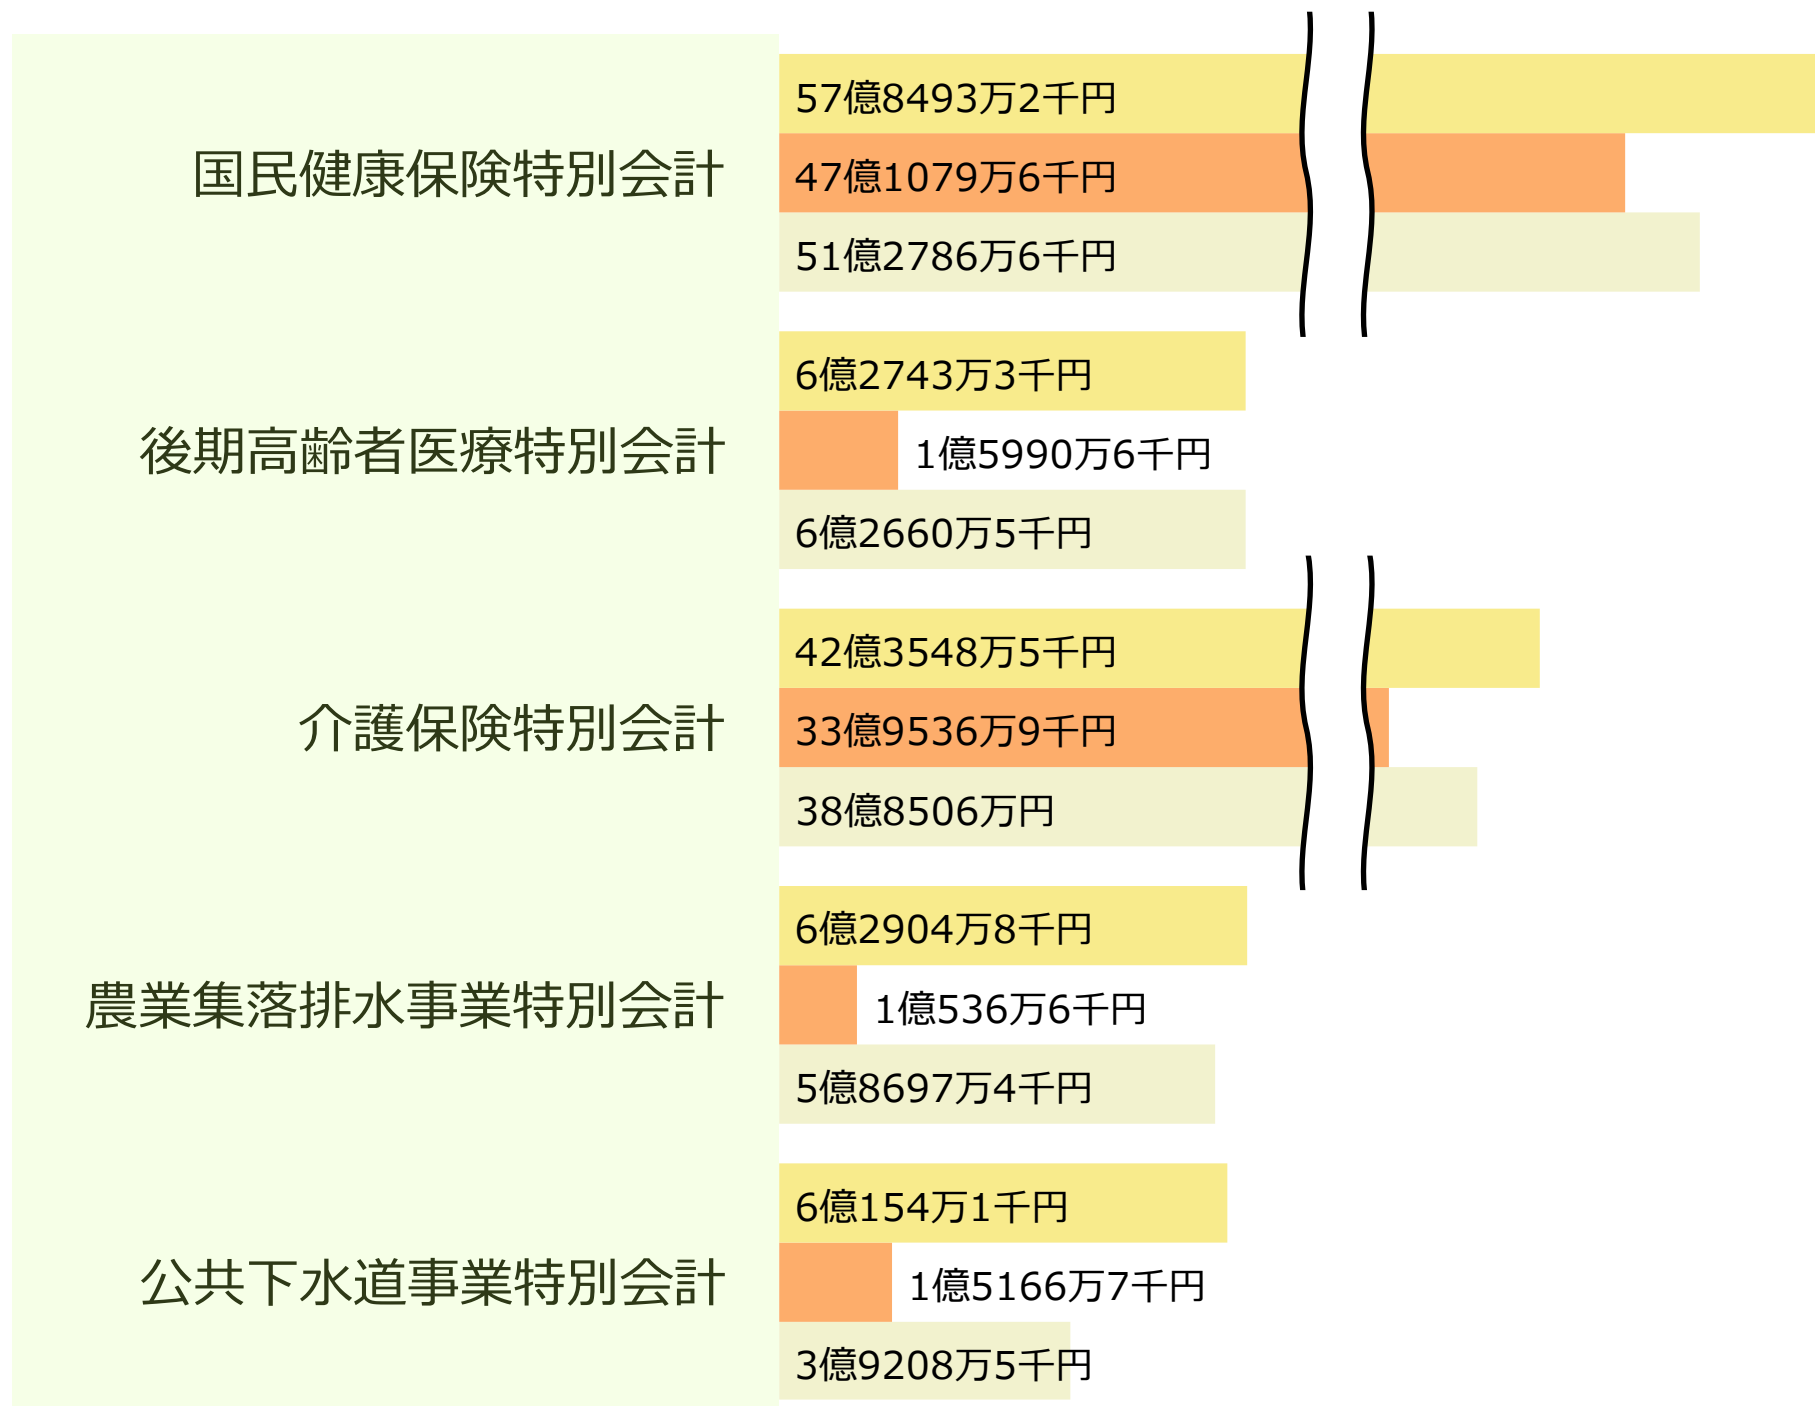 国民健康保険特別会計
57億8493万2千円
47億1079万6千円
51億2786万6千円
後期高齢者医療特別会計
6億2743万3千円
1億5990万6千円
6億2660万5千円
介護保険特別会計
42億3548万5千円
33億9536万9千円
38億8506万円
農業集落排水事業特別会計
6億2904万8千円
1億536万6千円
5億8697万4千円
公共下水道事業特別会計
6億154万1千円
1億5166万7千円
3億9208万5千円